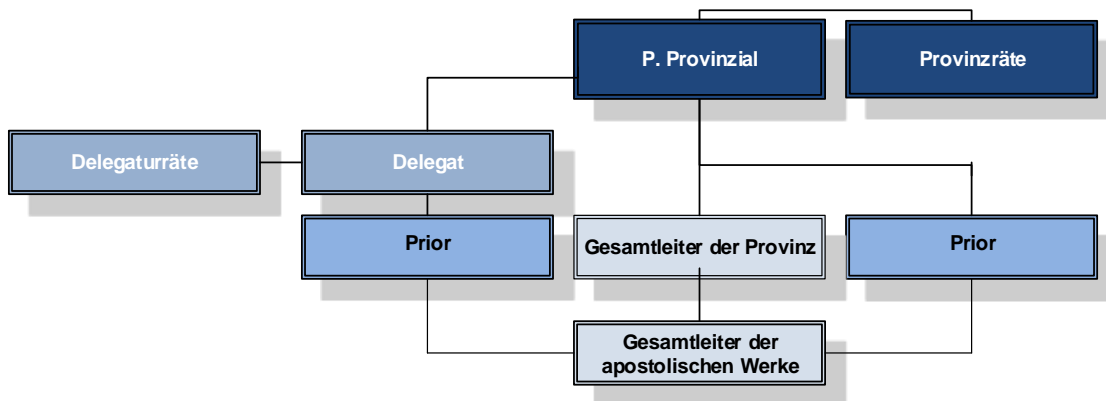 P. Provinzial
Provinzräte
Delegaturräte
Delegat
Prior
Gesamtleiter der Provinz
Prior
Gesamtleiter der
apostolischen Werke